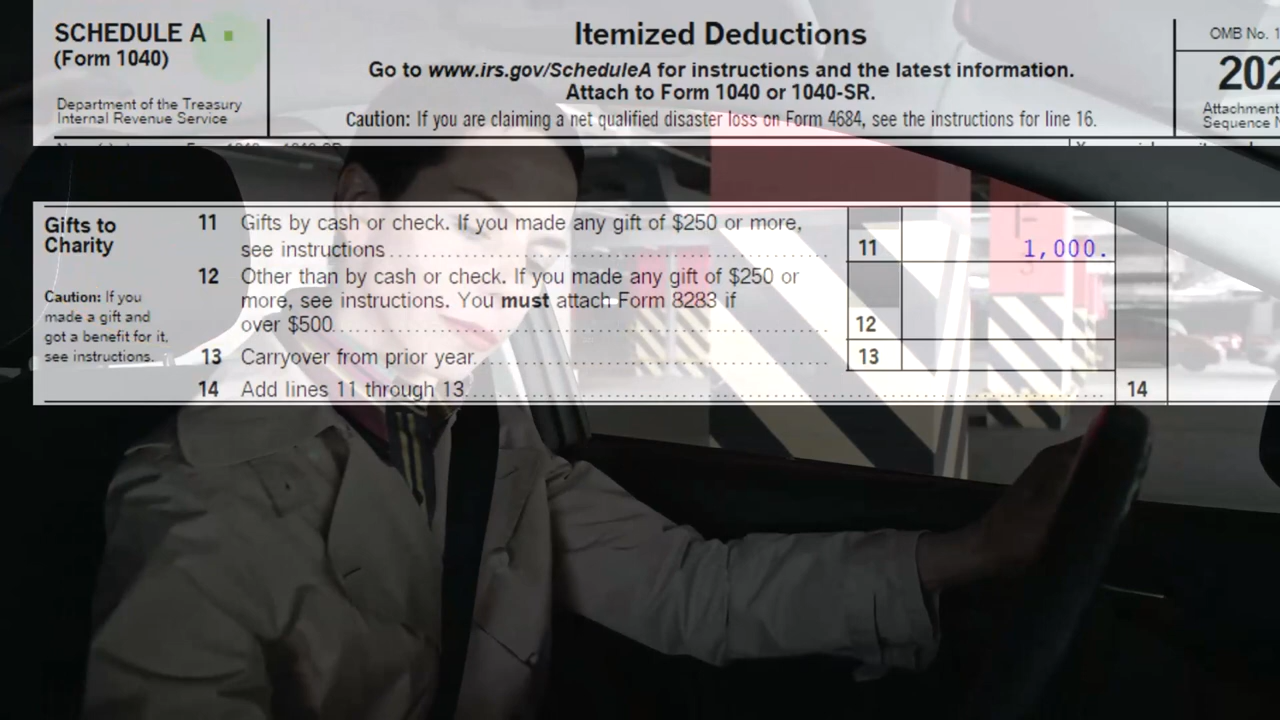 SCHEDULE A
(Form 1040)
Department of the Treasury
Internal Revenue Service
Itemized Deductions
Go to www.irs.gov/ScheduleA for instructions and the latest information.
Attach to Form 1040 or 1040-SR.
Caution: If you are claiming a net qualified disaster loss on Form 4684, see the instructions for line 16.
OMB No. 1
202
Attachment
Sequence N
Gifts to
Charity
Caution: If you
made a gift and
got a benefit for it,
see instructions.
11 Gifts by cash or check. If you made any gift of $250 or more,
see instructions 11 1,000.
12 Other than by cash or check. If you made any gift of $250 or
more, see instructions. You must attach Form 8283 if
over $500 12
13 Carryover from prior year 13
14 Add lines 11 through 13 14